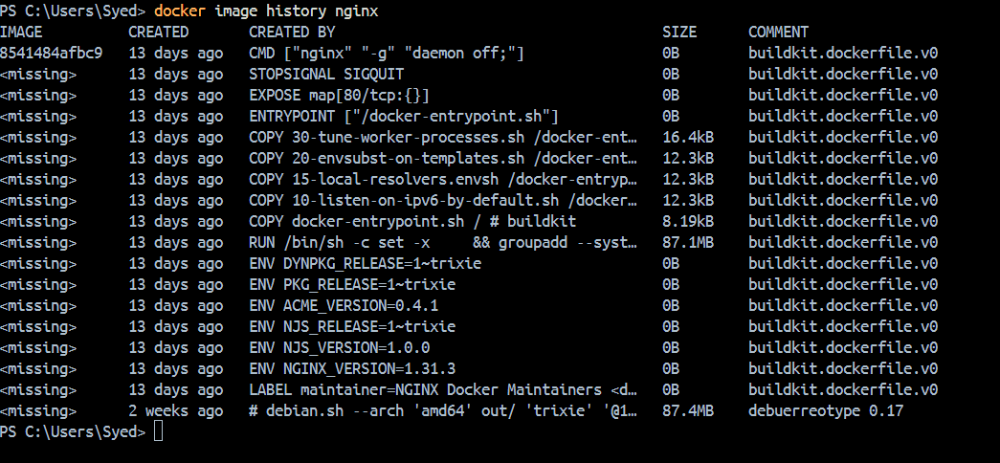 PS C:\Users\Syed> docker image history nginx
IMAGE          CREATED       CREATED BY                                      SIZE      COMMENT
8541484afbc9   13 days ago   CMD ["nginx" "-g" "daemon off;"]                0B        buildkit.dockerfile.v0
<missing>      13 days ago   STOPSIGNAL SIGQUIT                              0B        buildkit.dockerfile.v0
<missing>      13 days ago   EXPOSE map[80/tcp:{}]                           0B        buildkit.dockerfile.v0
<missing>      13 days ago   ENTRYPOINT ["/docker-entrypoint.sh"]            0B        buildkit.dockerfile.v0
<missing>      13 days ago   COPY 30-tune-worker-processes.sh /docker-ent…   16.4kB    buildkit.dockerfile.v0
<missing>      13 days ago   COPY 20-envsubst-on-templates.sh /docker-ent…   12.3kB    buildkit.dockerfile.v0
<missing>      13 days ago   COPY 15-local-resolvers.envsh /docker-entryp…   12.3kB    buildkit.dockerfile.v0
<missing>      13 days ago   COPY 10-listen-on-ipv6-by-default.sh /docker…   12.3kB    buildkit.dockerfile.v0
<missing>      13 days ago   COPY docker-entrypoint.sh / # buildkit          8.19kB    buildkit.dockerfile.v0
<missing>      13 days ago   RUN /bin/sh -c set -x     && groupadd --syst…   87.1MB    buildkit.dockerfile.v0
<missing>      13 days ago   ENV DYNPKG_RELEASE=1~trixie                     0B        buildkit.dockerfile.v0
<missing>      13 days ago   ENV PKG_RELEASE=1~trixie                        0B        buildkit.dockerfile.v0
<missing>      13 days ago   ENV ACME_VERSION=0.4.1                          0B        buildkit.dockerfile.v0
<missing>      13 days ago   ENV NJS_RELEASE=1~trixie                        0B        buildkit.dockerfile.v0
<missing>      13 days ago   ENV NJS_VERSION=1.0.0                           0B        buildkit.dockerfile.v0
<missing>      13 days ago   ENV NGINX_VERSION=1.31.3                        0B        buildkit.dockerfile.v0
<missing>      13 days ago   LABEL maintainer=NGINX Docker Maintainers <d…   0B        buildkit.dockerfile.v0
<missing>      2 weeks ago   # debian.sh --arch 'amd64' out/ 'trixie' '@1…   87.4MB    debuerreotype 0.17
PS C:\Users\Syed>